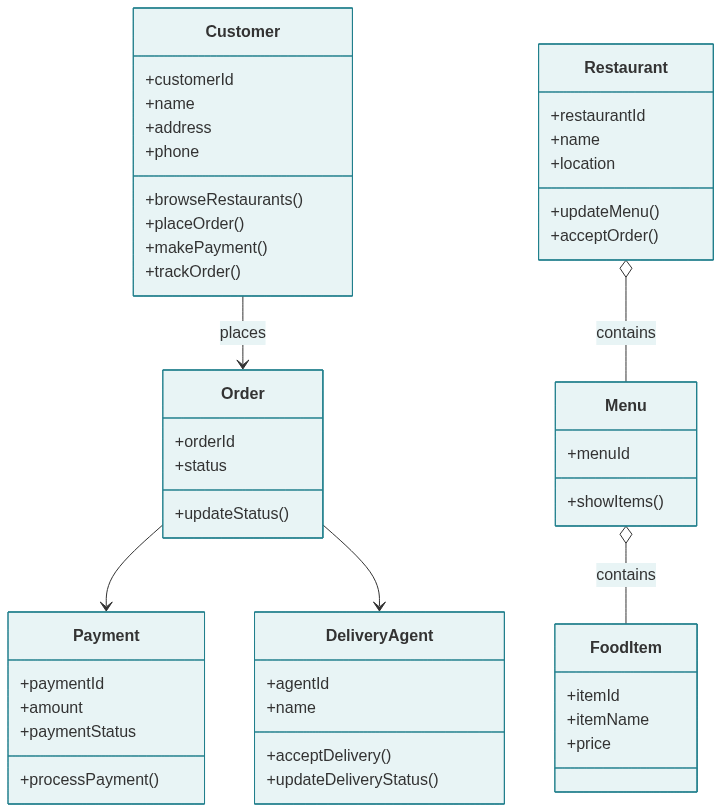 Customer
+customerId
+name
+address
+phone
+browseRestaurants()
+placeOrder()
+makePayment()
+trackOrder()
places
Order
+orderId
+status
+updateStatus()
Payment
+paymentId
+amount
+paymentStatus
+processPayment()
DeliveryAgent
+agentId
+name
+acceptDelivery()
+updateDeliveryStatus()
Restaurant
+restaurantId
+name
+location
+updateMenu()
+acceptOrder()
contains
Menu
+menuId
+showItems()
contains
FoodItem
+itemId
+itemName
+price